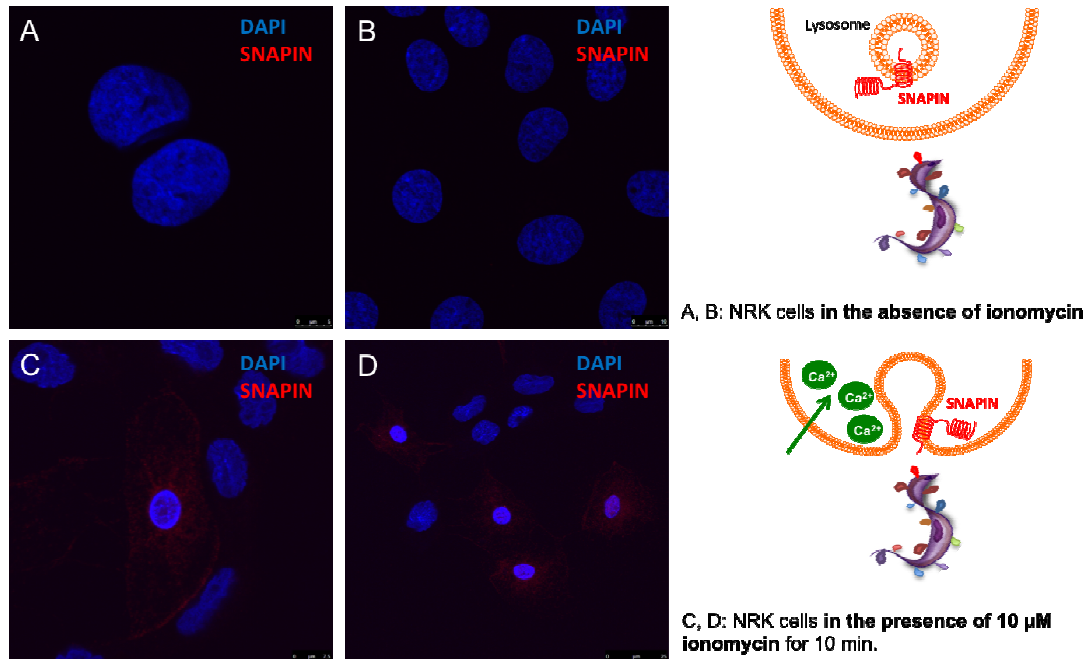 A
DAPI
SNAPIN
B
DAPI
SNAPIN
Lysosome
SNAPIN
A, B: NRK cells in the absence of ionomycin
C
DAPI
SNAPIN
D
DAPI
SNAPIN
Ca²⁺
Ca²⁺
Ca²⁺
SNAPIN
C, D: NRK cells in the presence of 10 µM
ionomycin for 10 min.